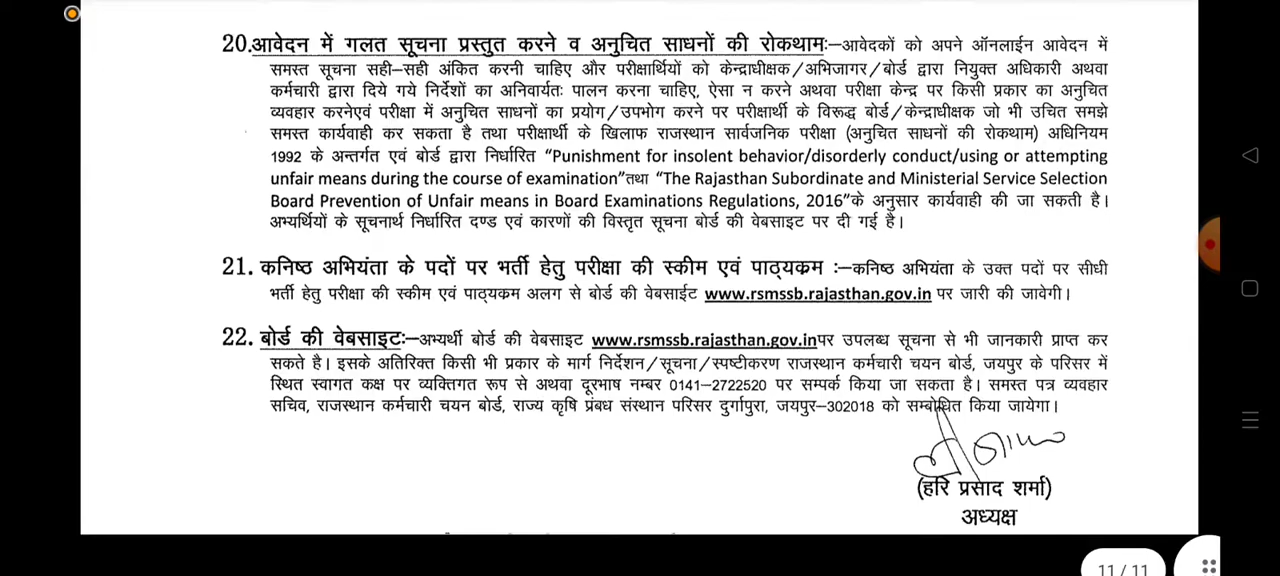 20. आवेदन में गलत सूचना प्रस्तुत करने व अनुचित साधनों की रोकथामः–आवेदकों को अपने ऑनलाईन आवेदन में
समस्त सूचना सही–सही अंकित करनी चाहिए और परीक्षार्थियों को केन्द्राधीक्षक/अभिजागर/बोर्ड द्वारा नियुक्त अधिकारी अथवा
कर्मचारी द्वारा दिये गये निर्देशों का अनिवार्यतः पालन करना चाहिए, ऐसा न करने अथवा परीक्षा केन्द्र पर किसी प्रकार का अनुचित
व्यवहार करनेएवं परीक्षा में अनुचित साधनों का प्रयोग/उपभोग करने पर परीक्षार्थी के विरूद्ध बोर्ड/केन्द्राधीक्षक जो भी उचित समझे
समस्त कार्यवाही कर सकता है तथा परीक्षार्थी के खिलाफ राजस्थान सार्वजनिक परीक्षा (अनुचित साधनों की रोकथाम) अधिनियम
1992 के अन्तर्गत एवं बोर्ड द्वारा निर्धारित “Punishment for insolent behavior/disorderly conduct/using or attempting
unfair means during the course of examination”तथा “The Rajasthan Subordinate and Ministerial Service Selection
Board Prevention of Unfair means in Board Examinations Regulations, 2016”के अनुसार कार्यवाही की जा सकती है।
अभ्यर्थियों के सूचनार्थ निर्धारित दण्ड एवं कारणों की विस्तृत सूचना बोर्ड की वेबसाइट पर दी गई है।
21. कनिष्ठ अभियंता के पदों पर भर्ती हेतु परीक्षा की स्कीम एवं पाठ्यक्रम :–कनिष्ठ अभियंता के उक्त पदों पर सीधी
भर्ती हेतु परीक्षा की स्कीम एवं पाठ्यक्रम अलग से बोर्ड की वेबसाईट www.rsmssb.rajasthan.gov.in पर जारी की जावेगी।
22. बोर्ड की वेबसाइटः–अभ्यर्थी बोर्ड की वेबसाइट www.rsmssb.rajasthan.gov.inपर उपलब्ध सूचना से भी जानकारी प्राप्त कर
सकते है। इसके अतिरिक्त किसी भी प्रकार के मार्ग निर्देशन/सूचना/स्पष्टीकरण राजस्थान कर्मचारी चयन बोर्ड, जयपुर के परिसर में
स्थित स्वागत कक्ष पर व्यक्तिगत रूप से अथवा दूरभाष नम्बर 0141–2722520 पर सम्पर्क किया जा सकता है। समस्त पत्र व्यवहार
सचिव, राजस्थान कर्मचारी चयन बोर्ड, राज्य कृषि प्रंबध संस्थान परिसर दुर्गापुरा, जयपुर–302018 को सम्बोधित किया जायेगा।
(हरि प्रसाद शर्मा)
अध्यक्ष
11/11